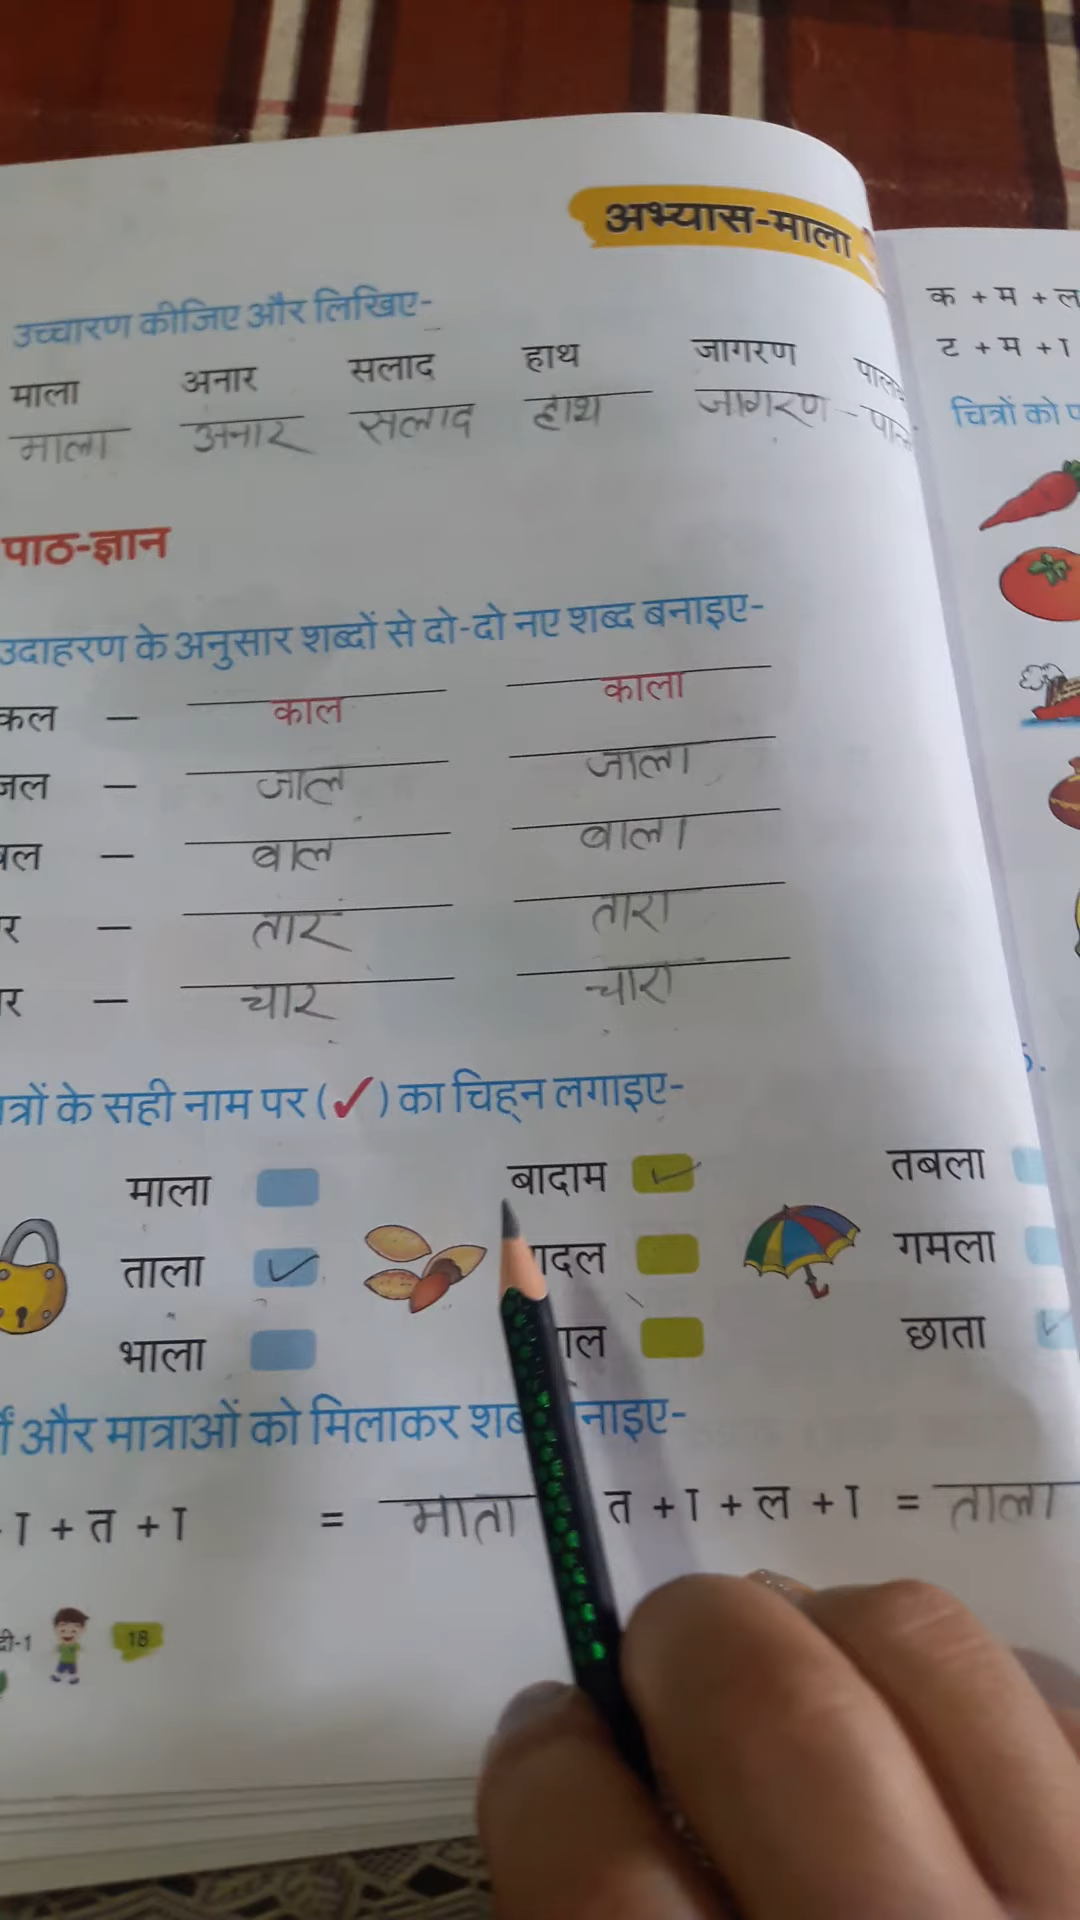 अभ्यास-माला
उच्चारण कीजिए और लिखिए-
माला अनार सलाद हाथ जागरण
माला अनार सलाद हाथ जागरण
पाठ-ज्ञान
उदाहरण के अनुसार शब्दों से दो-दो नए शब्द बनाइए-
कल — काल काला
जल — जाल जाला
— बाल बाला
— तार तारा
— चार चारा
के सही नाम पर (✓) का चिह्न लगाइए-
माला बादाम ✓ तबला
ताला ✓ गमला
भाला छाता ✓
और मात्राओं को मिलाकर
ा + त + ा = माता त + ा + ल + ा = ताला
18
क + म + ल
ट + म + ा
चित्रों को